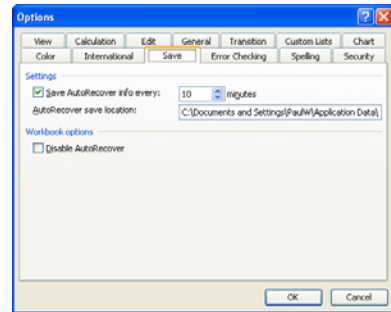 Options
View Calculation Edit General Transition Custom Lists Chart
Color International Save Error Checking Spelling Security
Settings
Save AutoRecover info every: 10 minutes
AutoRecover save location: C:\Documents and Settings\PaulW\Application Data\
Workbook options
Disable AutoRecover
OK Cancel